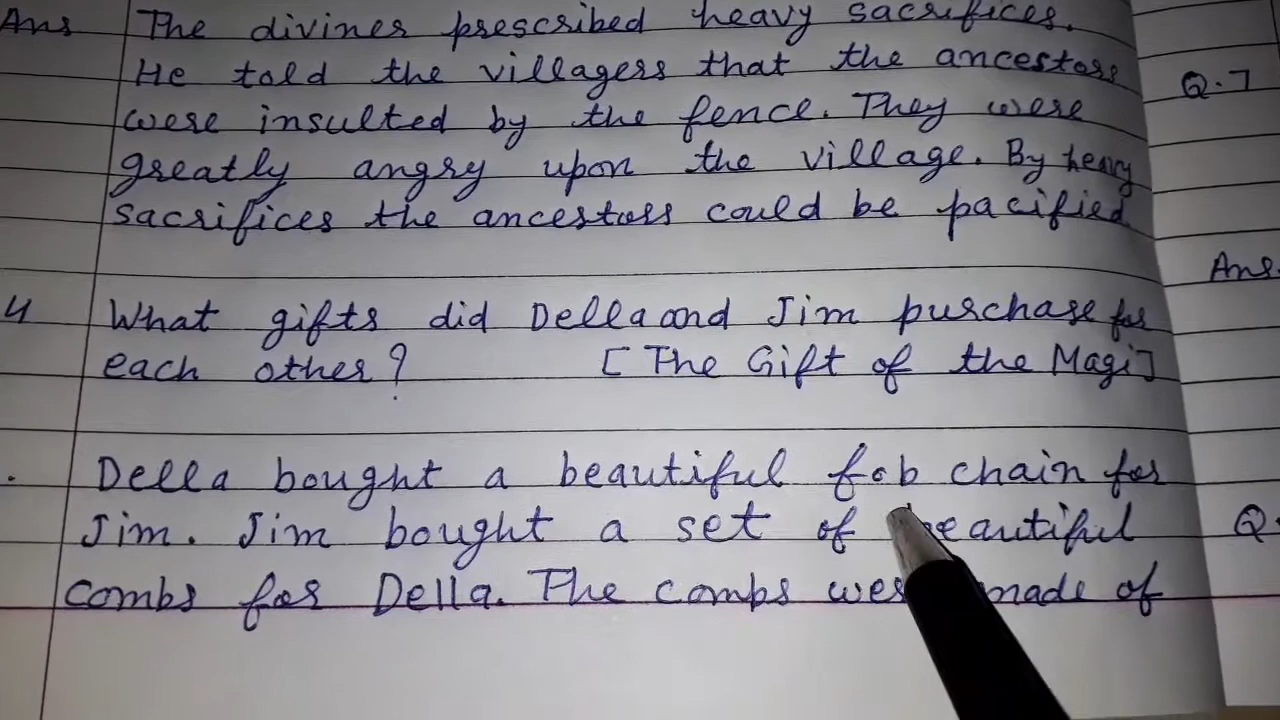 Ans The diviner prescribed heavy sacrifices.
He told the villagers that the ancestors
were insulted by the fence. They were
greatly angry upon the village. By heavy
sacrifices the ancestors could be pacified.
4 What gifts did Della and Jim purchase for
each other? [The Gift of the Magi]
Della bought a beautiful fob chain for
Jim. Jim bought a set of beautiful
combs for Della. The combs were made of
Q.7
Ans.
Q.